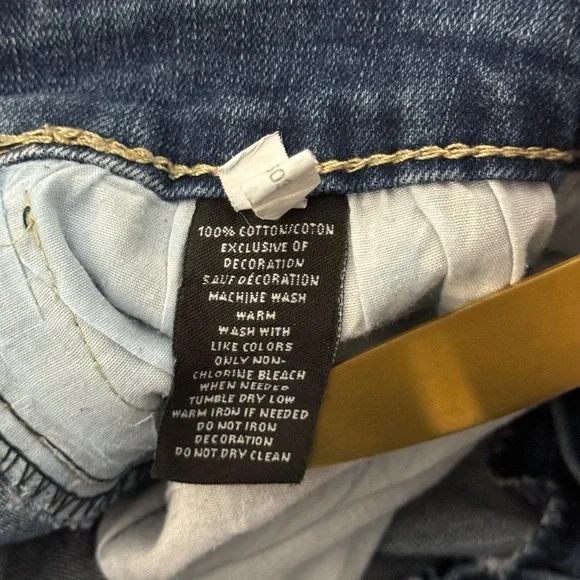 100% COTTON/COTON
EXCLUSIVE OF
DECORATION
SAUF DÉCORATION
MACHINE WASH
WARM
WASH WITH
LIKE COLORS
ONLY NON-
CHLORINE BLEACH
WHEN NEEDED
TUMBLE DRY LOW
WARM IRON IF NEEDED
DO NOT IRON
DECORATION
DO NOT DRY CLEAN